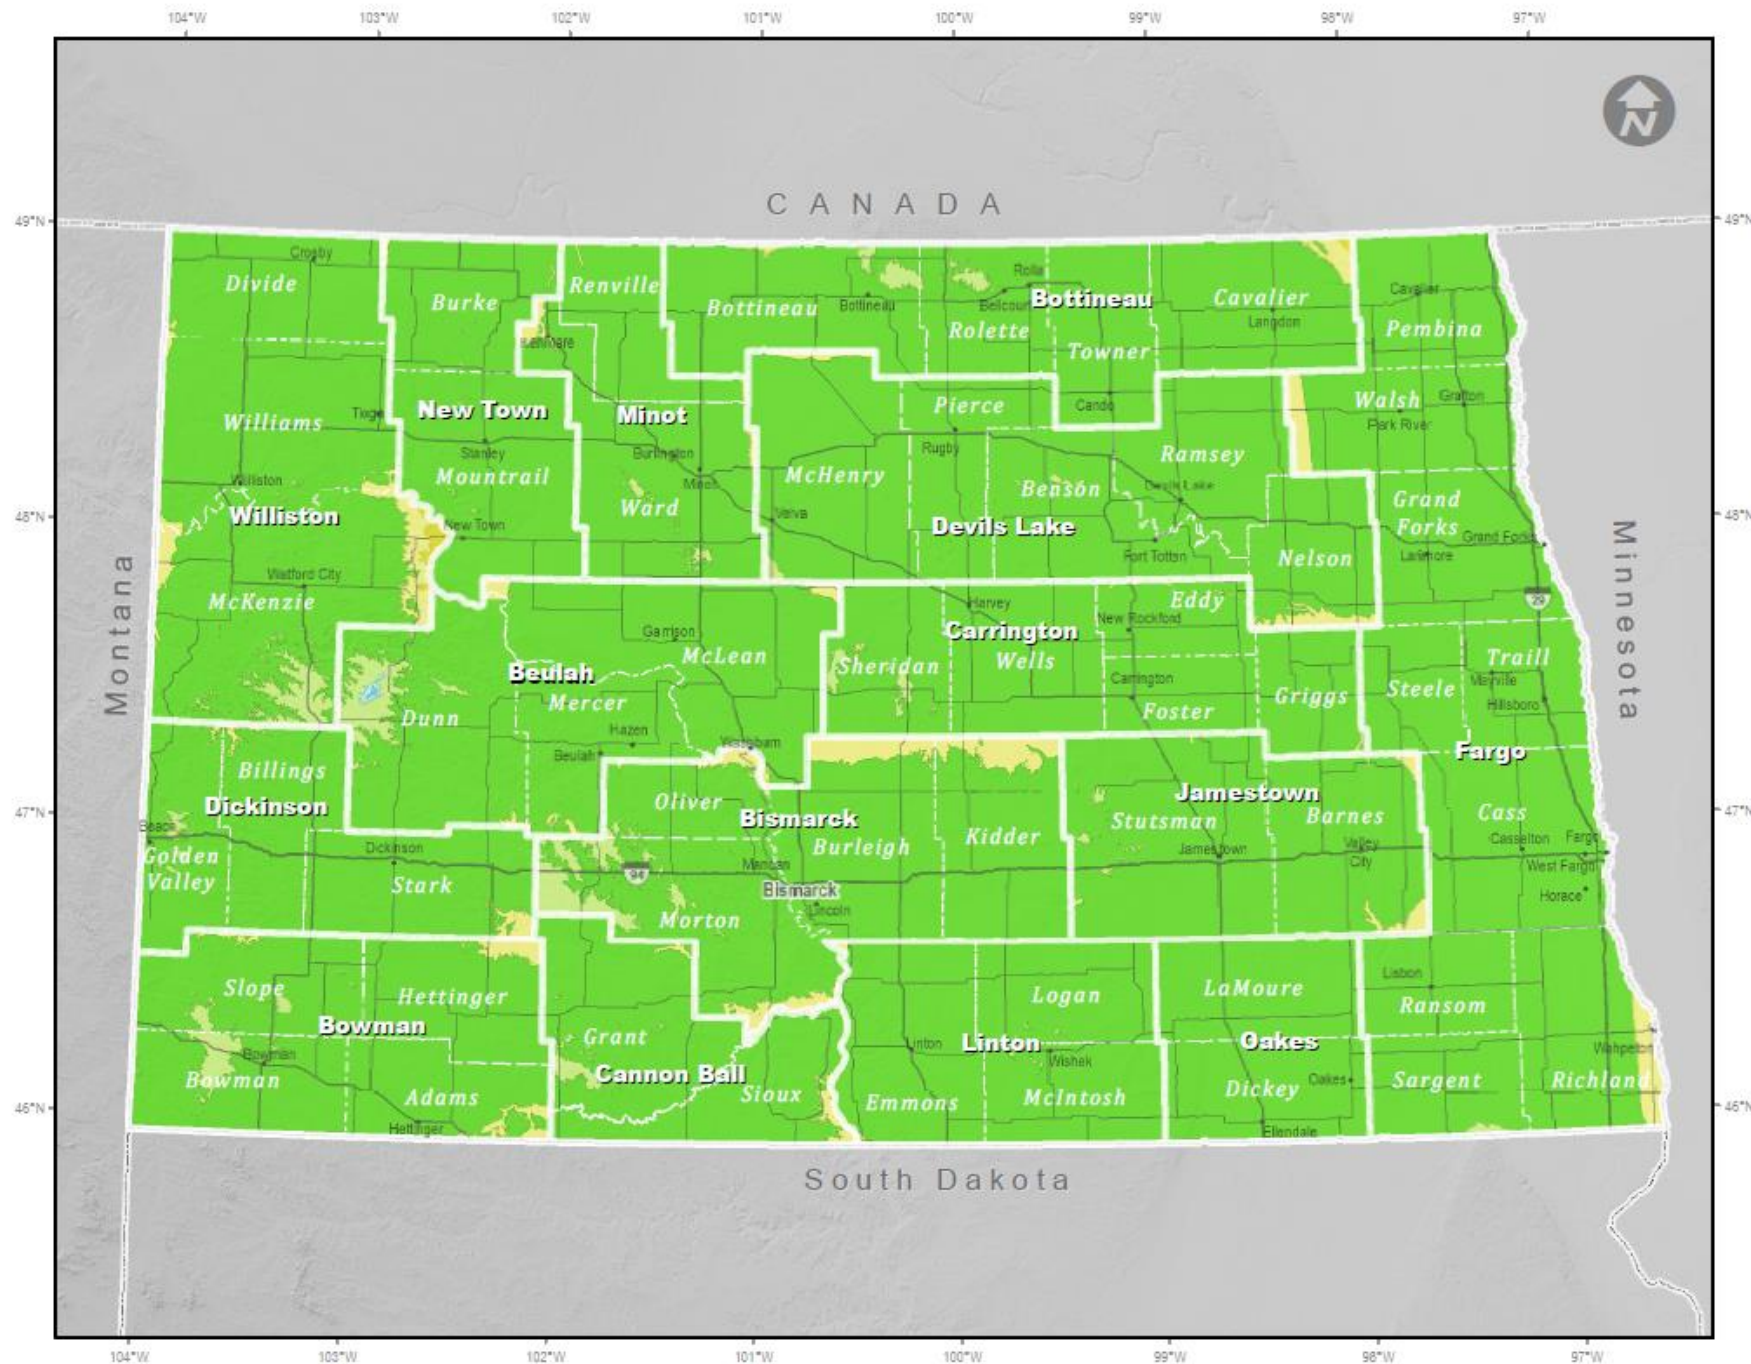 104°W 103°W 102°W 101°W 100°W 99°W 98°W 97°W
N
CANADA
49°N 49°N
Crosby
Divide
Burke
Renville
Bottineau
Bottineau
Rolla
Belcourt
Bottineau
Rolette
Towner
Cavalier
Langdon
Cavalier
Pembina
Kenmare
Williams
Tioga
New Town
Stanley
Mountrail
Minot
Burlington
Minot
Ward
Pierce
Rugby
McHenry
Velva
Cando
Ramsey
Benson
Devils Lake
Devils Lake
Fort Totten
Walsh
Grafton
Park River
Grand
Forks
Grand Forks
Larimore
Nelson
Williston
Williston
New Town
48°N 48°N
Montana
Minnesota
Watford City
McKenzie
Garrison
McLean
Beulah
Mercer
Dunn
Hazen
Beulah
Washburn
Harvey
Carrington
Wells
Sheridan
New Rockford
Eddy
Carrington
Foster
Griggs
29
Traill
Mayville
Steele
Hillsboro
Fargo
47°N 47°N
Billings
Dickinson
Beach
Golden
Valley
Dickinson
Stark
Oliver
Bismarck
Burleigh
Kidder
94
Mandan
Bismarck
Lincoln
Morton
Jamestown
Stutsman
Barnes
Jamestown
Valley
City
Cass
Casselton
Fargo
West Fargo
Horace
Slope
Hettinger
Bowman
Bowman
Bowman
Adams
Hettinger
Grant
Cannon Ball
Sioux
Logan
Linton
Linton
Wishek
Emmons
McIntosh
LaMoure
Oakes
Oakes
Dickey
Ellendale
Lisbon
Ransom
Sargent
Wahpeton
Richland
46°N 46°N
South Dakota
104°W 103°W 102°W 101°W 100°W 99°W 98°W 97°W